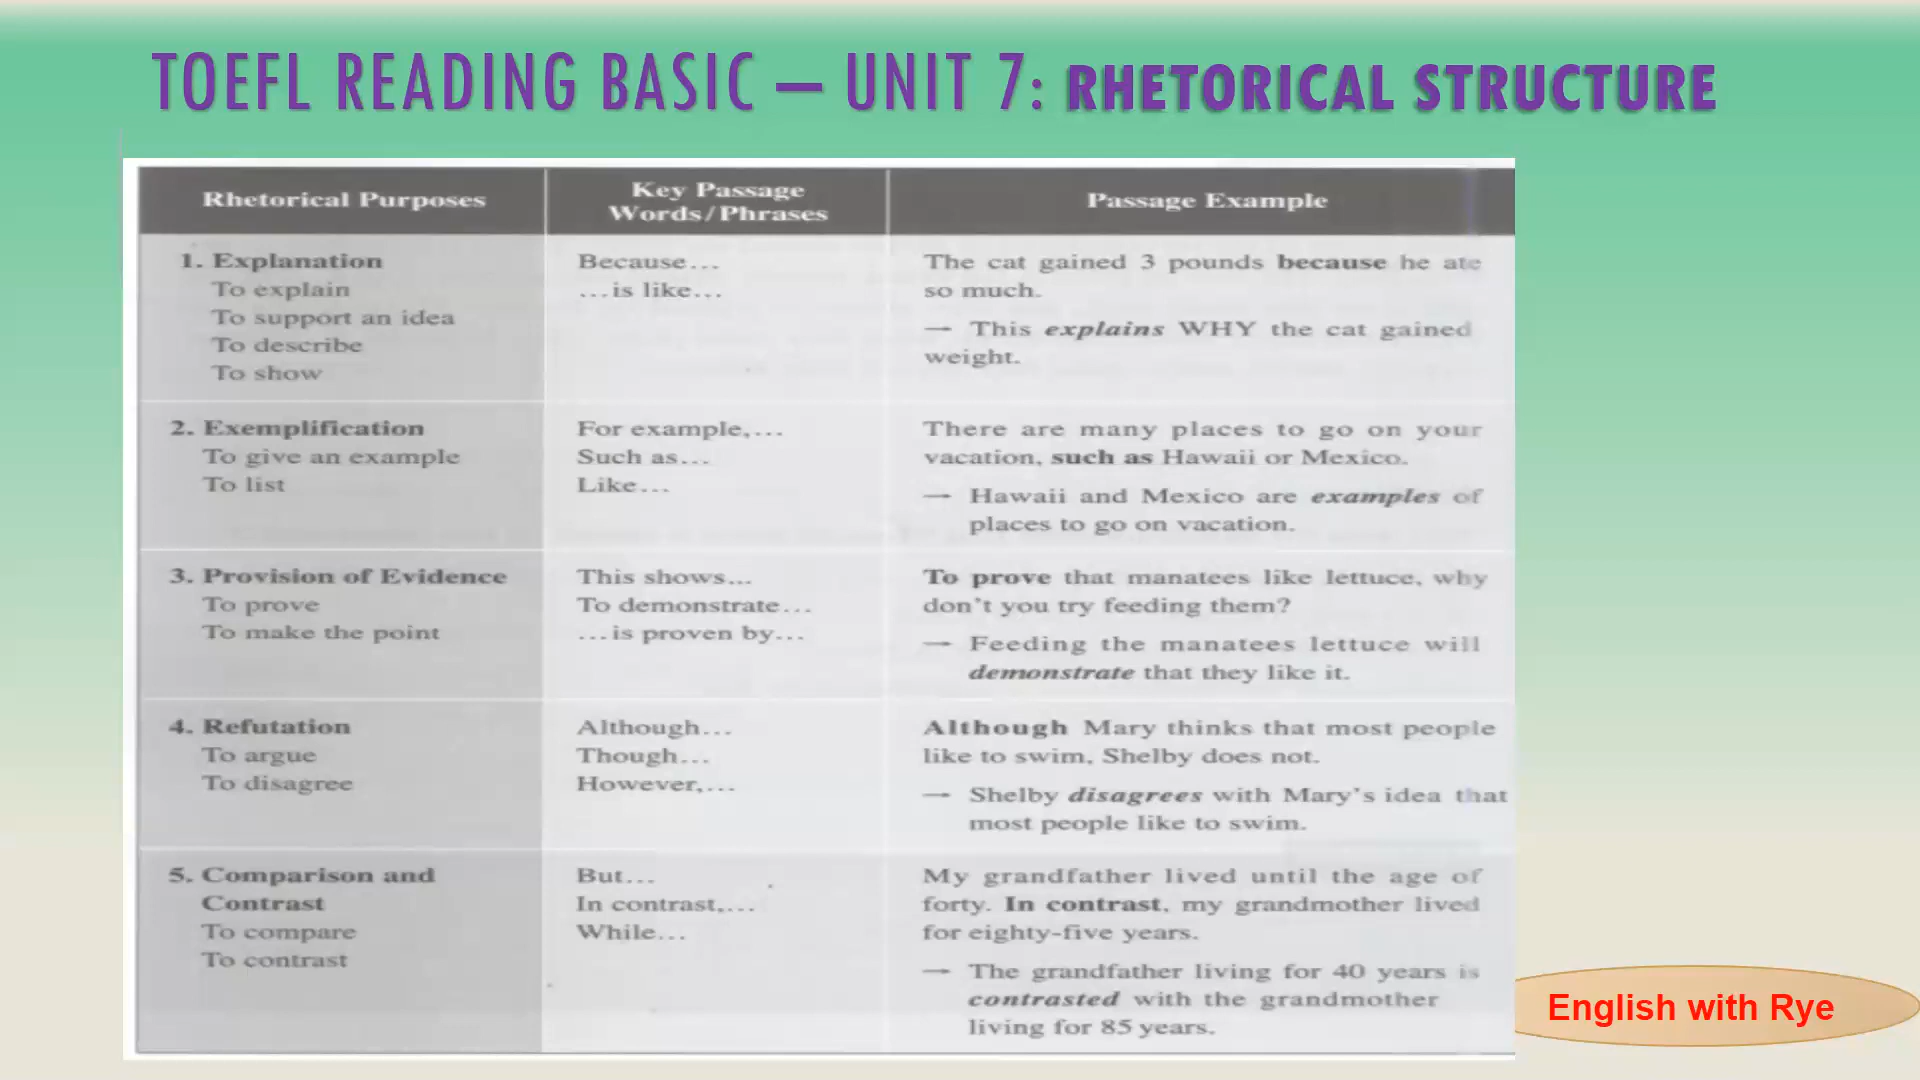 TOEFL READING BASIC – UNIT 7: RHETORICAL STRUCTURE
Rhetorical Purposes
Key Passage
Words/Phrases
Passage Example
1. Explanation
To explain
To support an idea
To describe
To show
Because...
...is like...
The cat gained 3 pounds because he ate
so much.
→ This explains WHY the cat gained
weight.
2. Exemplification
To give an example
To list
For example,...
Such as...
Like...
There are many places to go on your
vacation, such as Hawaii or Mexico.
→ Hawaii and Mexico are examples of
places to go on vacation.
3. Provision of Evidence
To prove
To make the point
This shows...
To demonstrate...
...is proven by...
To prove that manatees like lettuce, why
don't you try feeding them?
→ Feeding the manatees lettuce will
demonstrate that they like it.
4. Refutation
To argue
To disagree
Although...
Though...
However,...
Although Mary thinks that most people
like to swim, Shelby does not.
→ Shelby disagrees with Mary's idea that
most people like to swim.
5. Comparison and
Contrast
To compare
To contrast
But...
In contrast,...
While...
My grandfather lived until the age of
forty. In contrast, my grandmother lived
for eighty-five years.
→ The grandfather living for 40 years is
contrasted with the grandmother
living for 85 years.
English with Rye